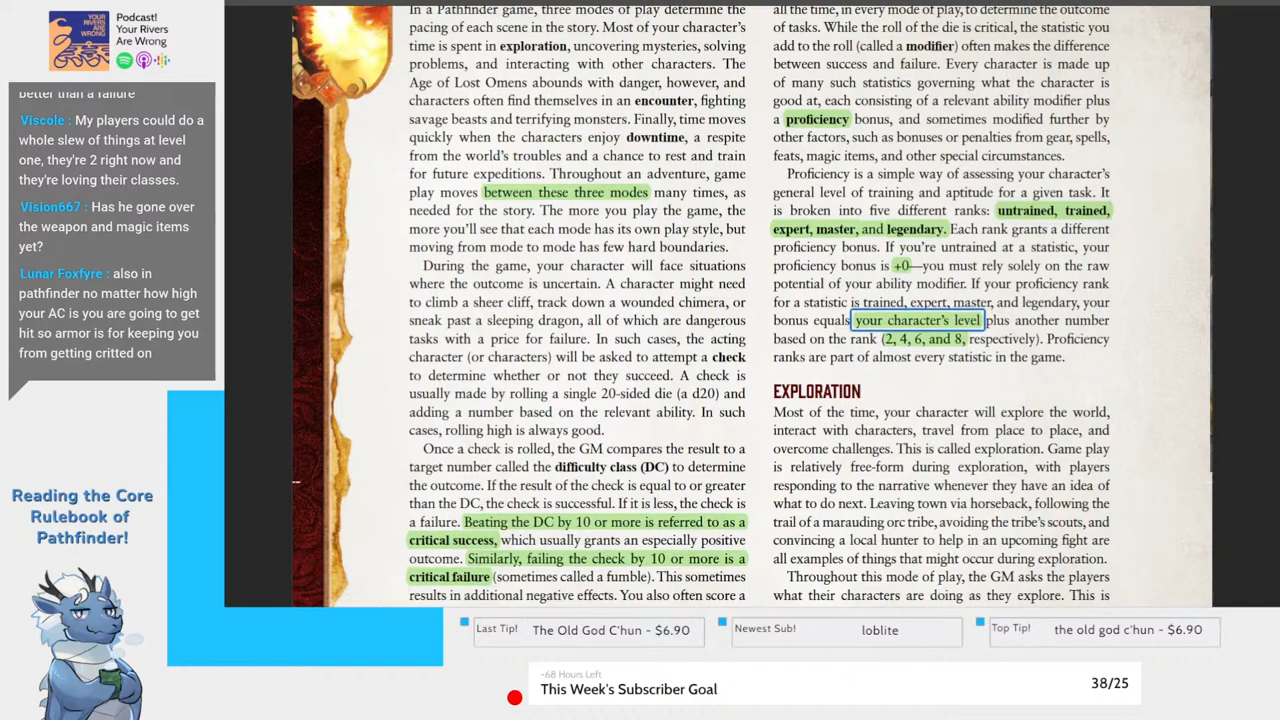 YOUR RIVERS ARE WRONG
Podcast!
Your Rivers
Are Wrong
better than a failure
Viscole : My players could do a
whole slew of things at level
one, they're 2 right now and
they're loving their classes.
Vision667 : Has he gone over
the weapon and magic items
yet?
Lunar Foxfyre : also in
pathfinder no matter how high
your AC is you are going to get
hit so armor is for keeping you
from getting critted on
Reading the Core
Rulebook of
Pathfinder!
In a Pathfinder game, three modes of play determine the
pacing of each scene in the story. Most of your character's
time is spent in exploration, uncovering mysteries, solving
problems, and interacting with other characters. The
Age of Lost Omens abounds with danger, however, and
characters often find themselves in an encounter, fighting
savage beasts and terrifying monsters. Finally, time moves
quickly when the characters enjoy downtime, a respite
from the world's troubles and a chance to rest and train
for future expeditions. Throughout an adventure, game
play moves between these three modes many times, as
needed for the story. The more you play the game, the
more you'll see that each mode has its own play style, but
moving from mode to mode has few hard boundaries.
During the game, your character will face situations
where the outcome is uncertain. A character might need
to climb a sheer cliff, track down a wounded chimera, or
sneak past a sleeping dragon, all of which are dangerous
tasks with a price for failure. In such cases, the acting
character (or characters) will be asked to attempt a check
to determine whether or not they succeed. A check is
usually made by rolling a single 20-sided die (a d20) and
adding a number based on the relevant ability. In such
cases, rolling high is always good.
Once a check is rolled, the GM compares the result to a
target number called the difficulty class (DC) to determine
the outcome. If the result of the check is equal to or greater
than the DC, the check is successful. If it is less, the check is
a failure. Beating the DC by 10 or more is referred to as a
critical success, which usually grants an especially positive
outcome. Similarly, failing the check by 10 or more is a
critical failure (sometimes called a fumble). This sometimes
results in additional negative effects. You also often score a
all the time, in every mode of play, to determine the outcome
of tasks. While the roll of the die is critical, the statistic you
add to the roll (called a modifier) often makes the difference
between success and failure. Every character is made up
of many such statistics governing what the character is
good at, each consisting of a relevant ability modifier plus
a proficiency bonus, and sometimes modified further by
other factors, such as bonuses or penalties from gear, spells,
feats, magic items, and other special circumstances.
Proficiency is a simple way of assessing your character's
general level of training and aptitude for a given task. It
is broken into five different ranks: untrained, trained,
expert, master, and legendary. Each rank grants a different
proficiency bonus. If you're untrained at a statistic, your
proficiency bonus is +0—you must rely solely on the raw
potential of your ability modifier. If your proficiency rank
for a statistic is trained, expert, master, and legendary, your
bonus equals your character's level plus another number
based on the rank (2, 4, 6, and 8, respectively). Proficiency
ranks are part of almost every statistic in the game.
EXPLORATION
Most of the time, your character will explore the world,
interact with characters, travel from place to place, and
overcome challenges. This is called exploration. Game play
is relatively free-form during exploration, with players
responding to the narrative whenever they have an idea of
what to do next. Leaving town via horseback, following the
trail of a marauding orc tribe, avoiding the tribe's scouts, and
convincing a local hunter to help in an upcoming fight are
all examples of things that might occur during exploration.
Throughout this mode of play, the GM asks the players
what their characters are doing as they explore. This is
Last Tip! The Old God C'hun - $6.90
Newest Sub! loblite
Top Tip! the old god c'hun - $6.90
-68 Hours Left
This Week's Subscriber Goal 38/25